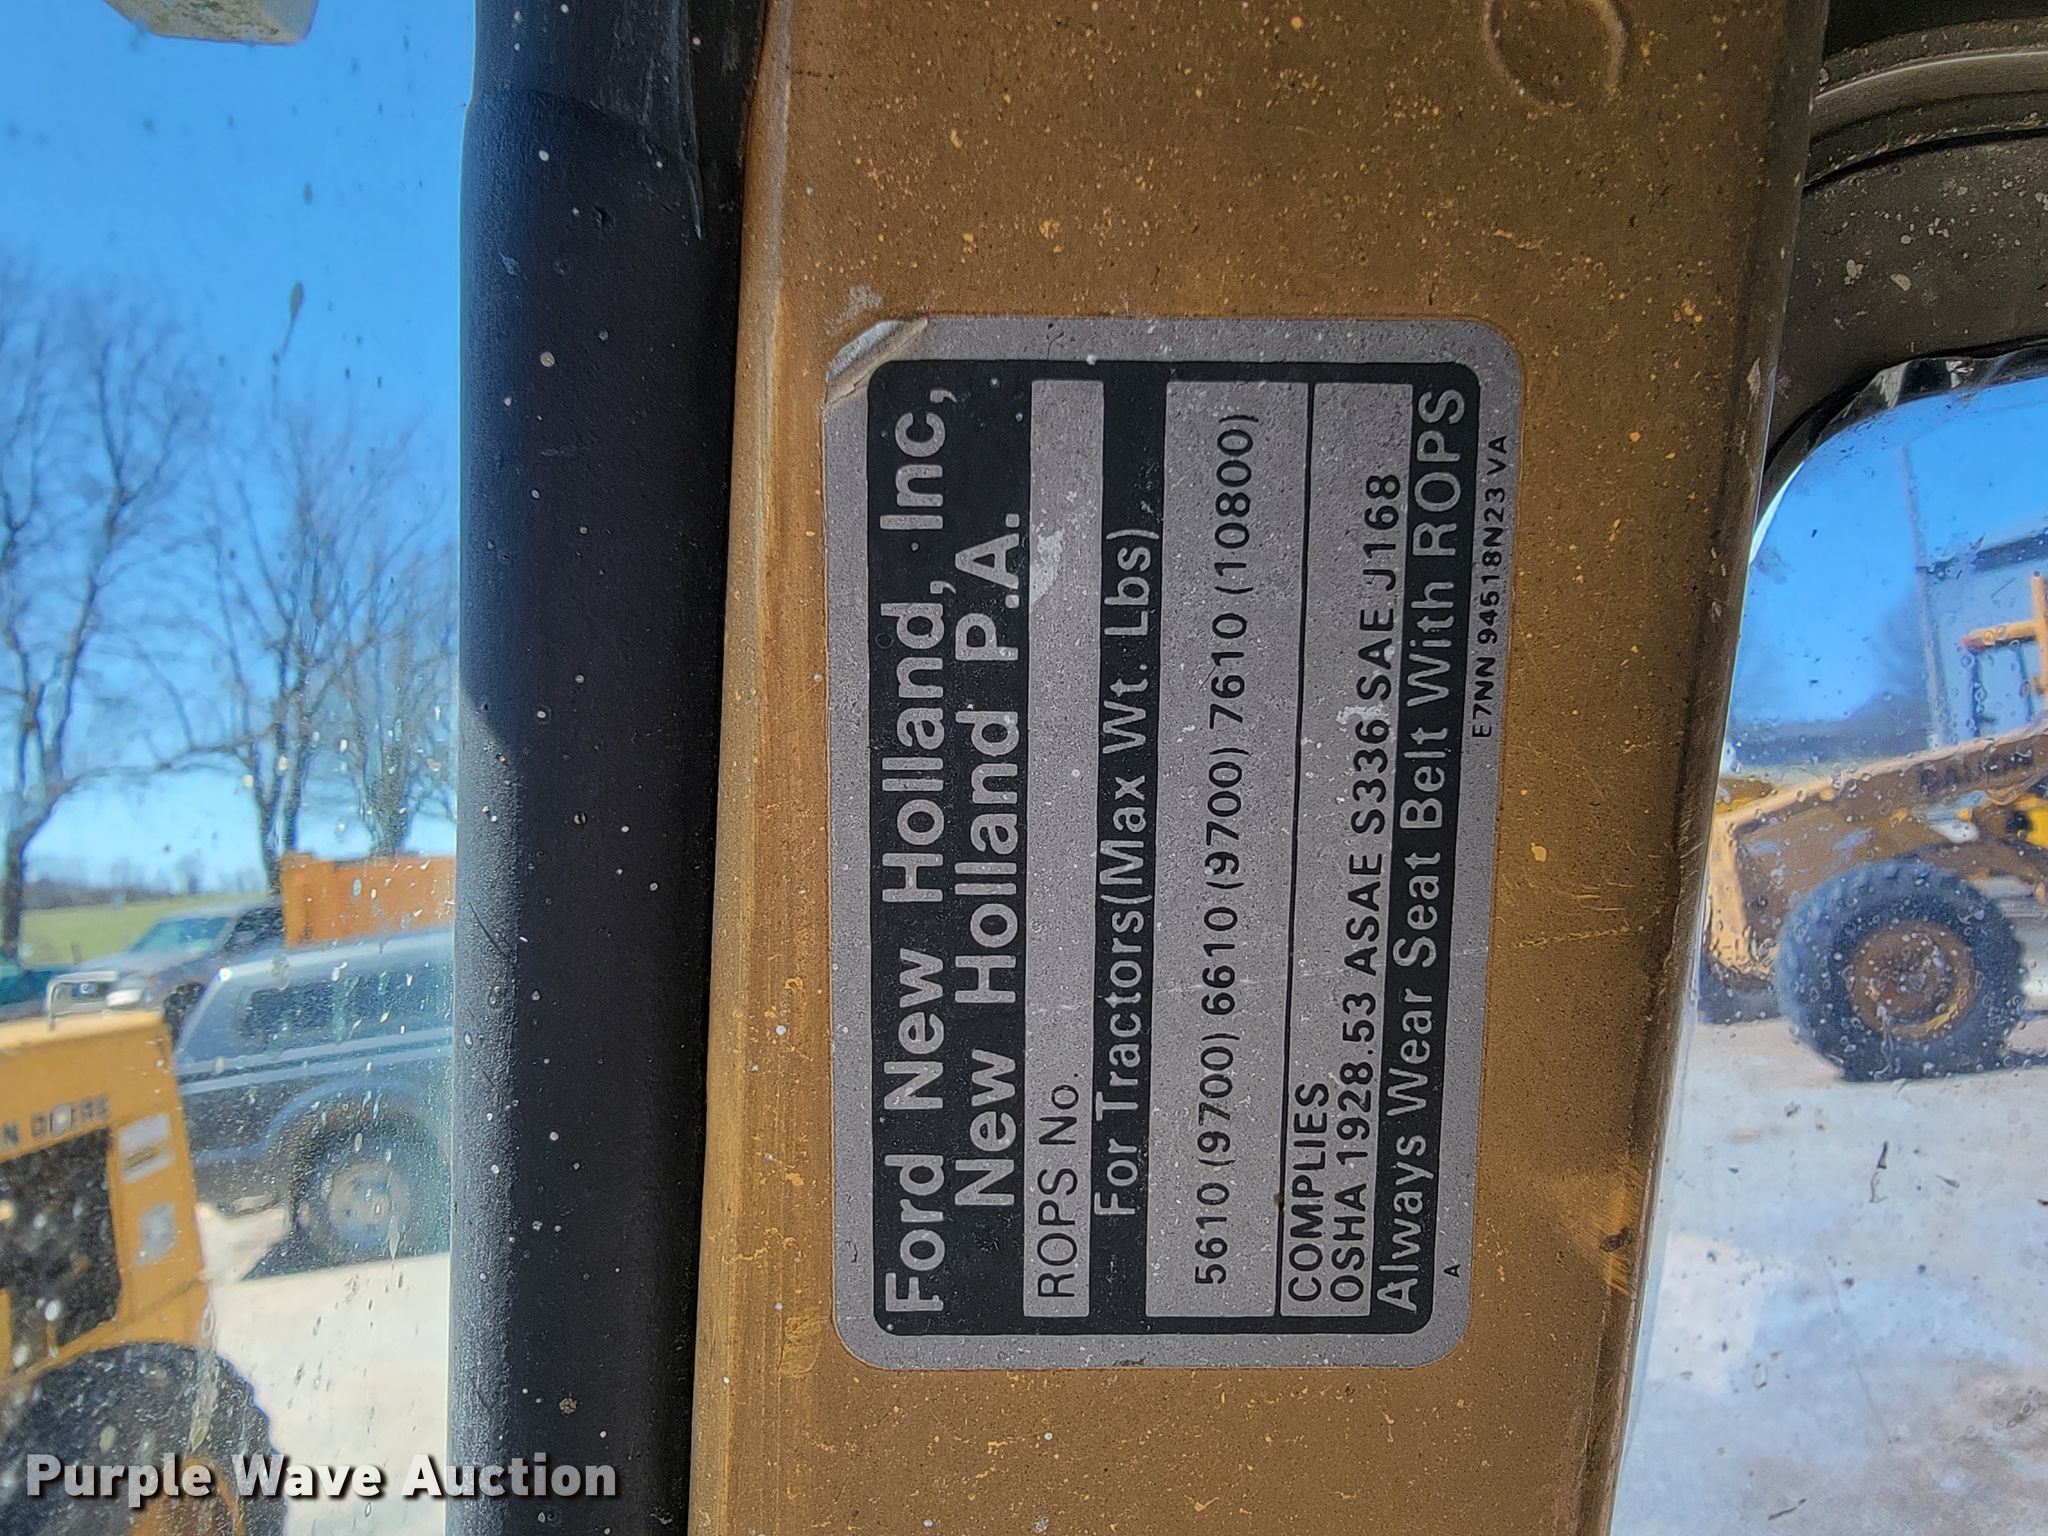 Ford New Holland, Inc,
New Holland P.A.
ROPS No.
For Tractors(Max Wt. Lbs)
5610 (9700) 6610 (9700) 7610 (10800)
COMPLIES
OSHA 1928.53 ASAE S336 SAE J168
Always Wear Seat Belt With ROPS
A E7NN 94518N23 VA
N DEERE
Purple Wave Auction